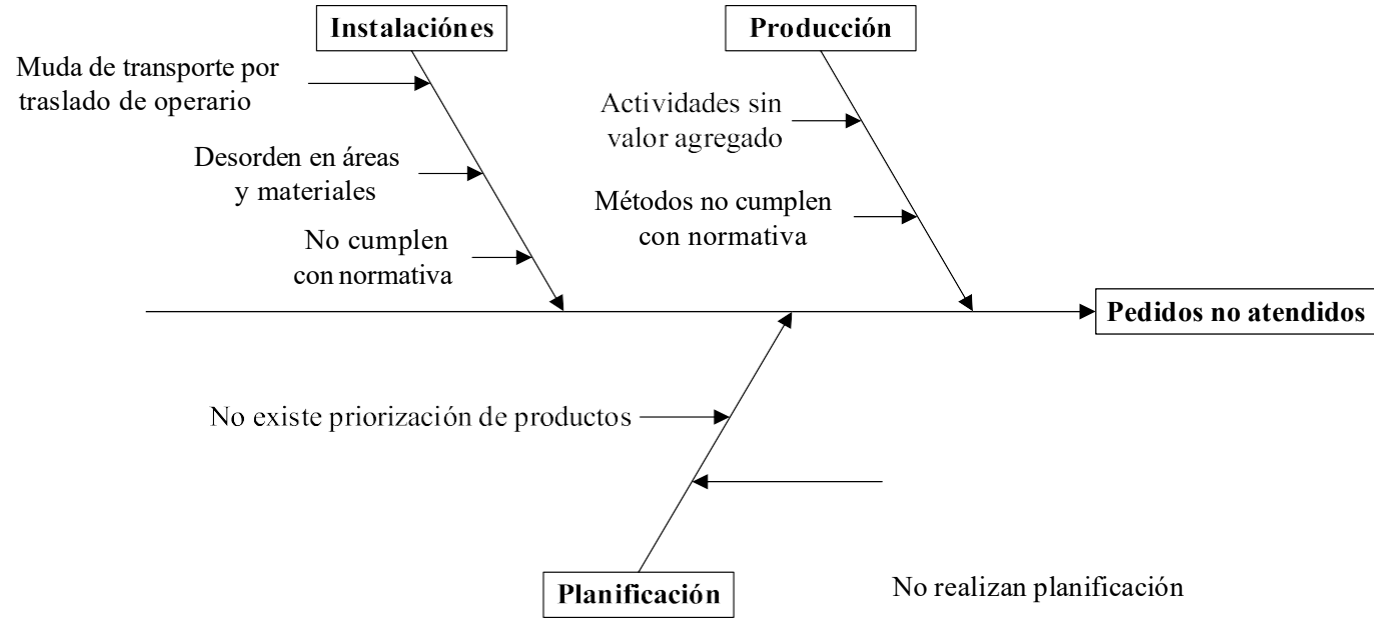 Instalaciónes
Producción
Muda de transporte por
traslado de operario
Actividades sin
valor agregado
Desorden en áreas
y materiales
Métodos no cumplen
con normativa
No cumplen
con normativa
Pedidos no atendidos
No existe priorización de productos
Planificación
No realizan planificación